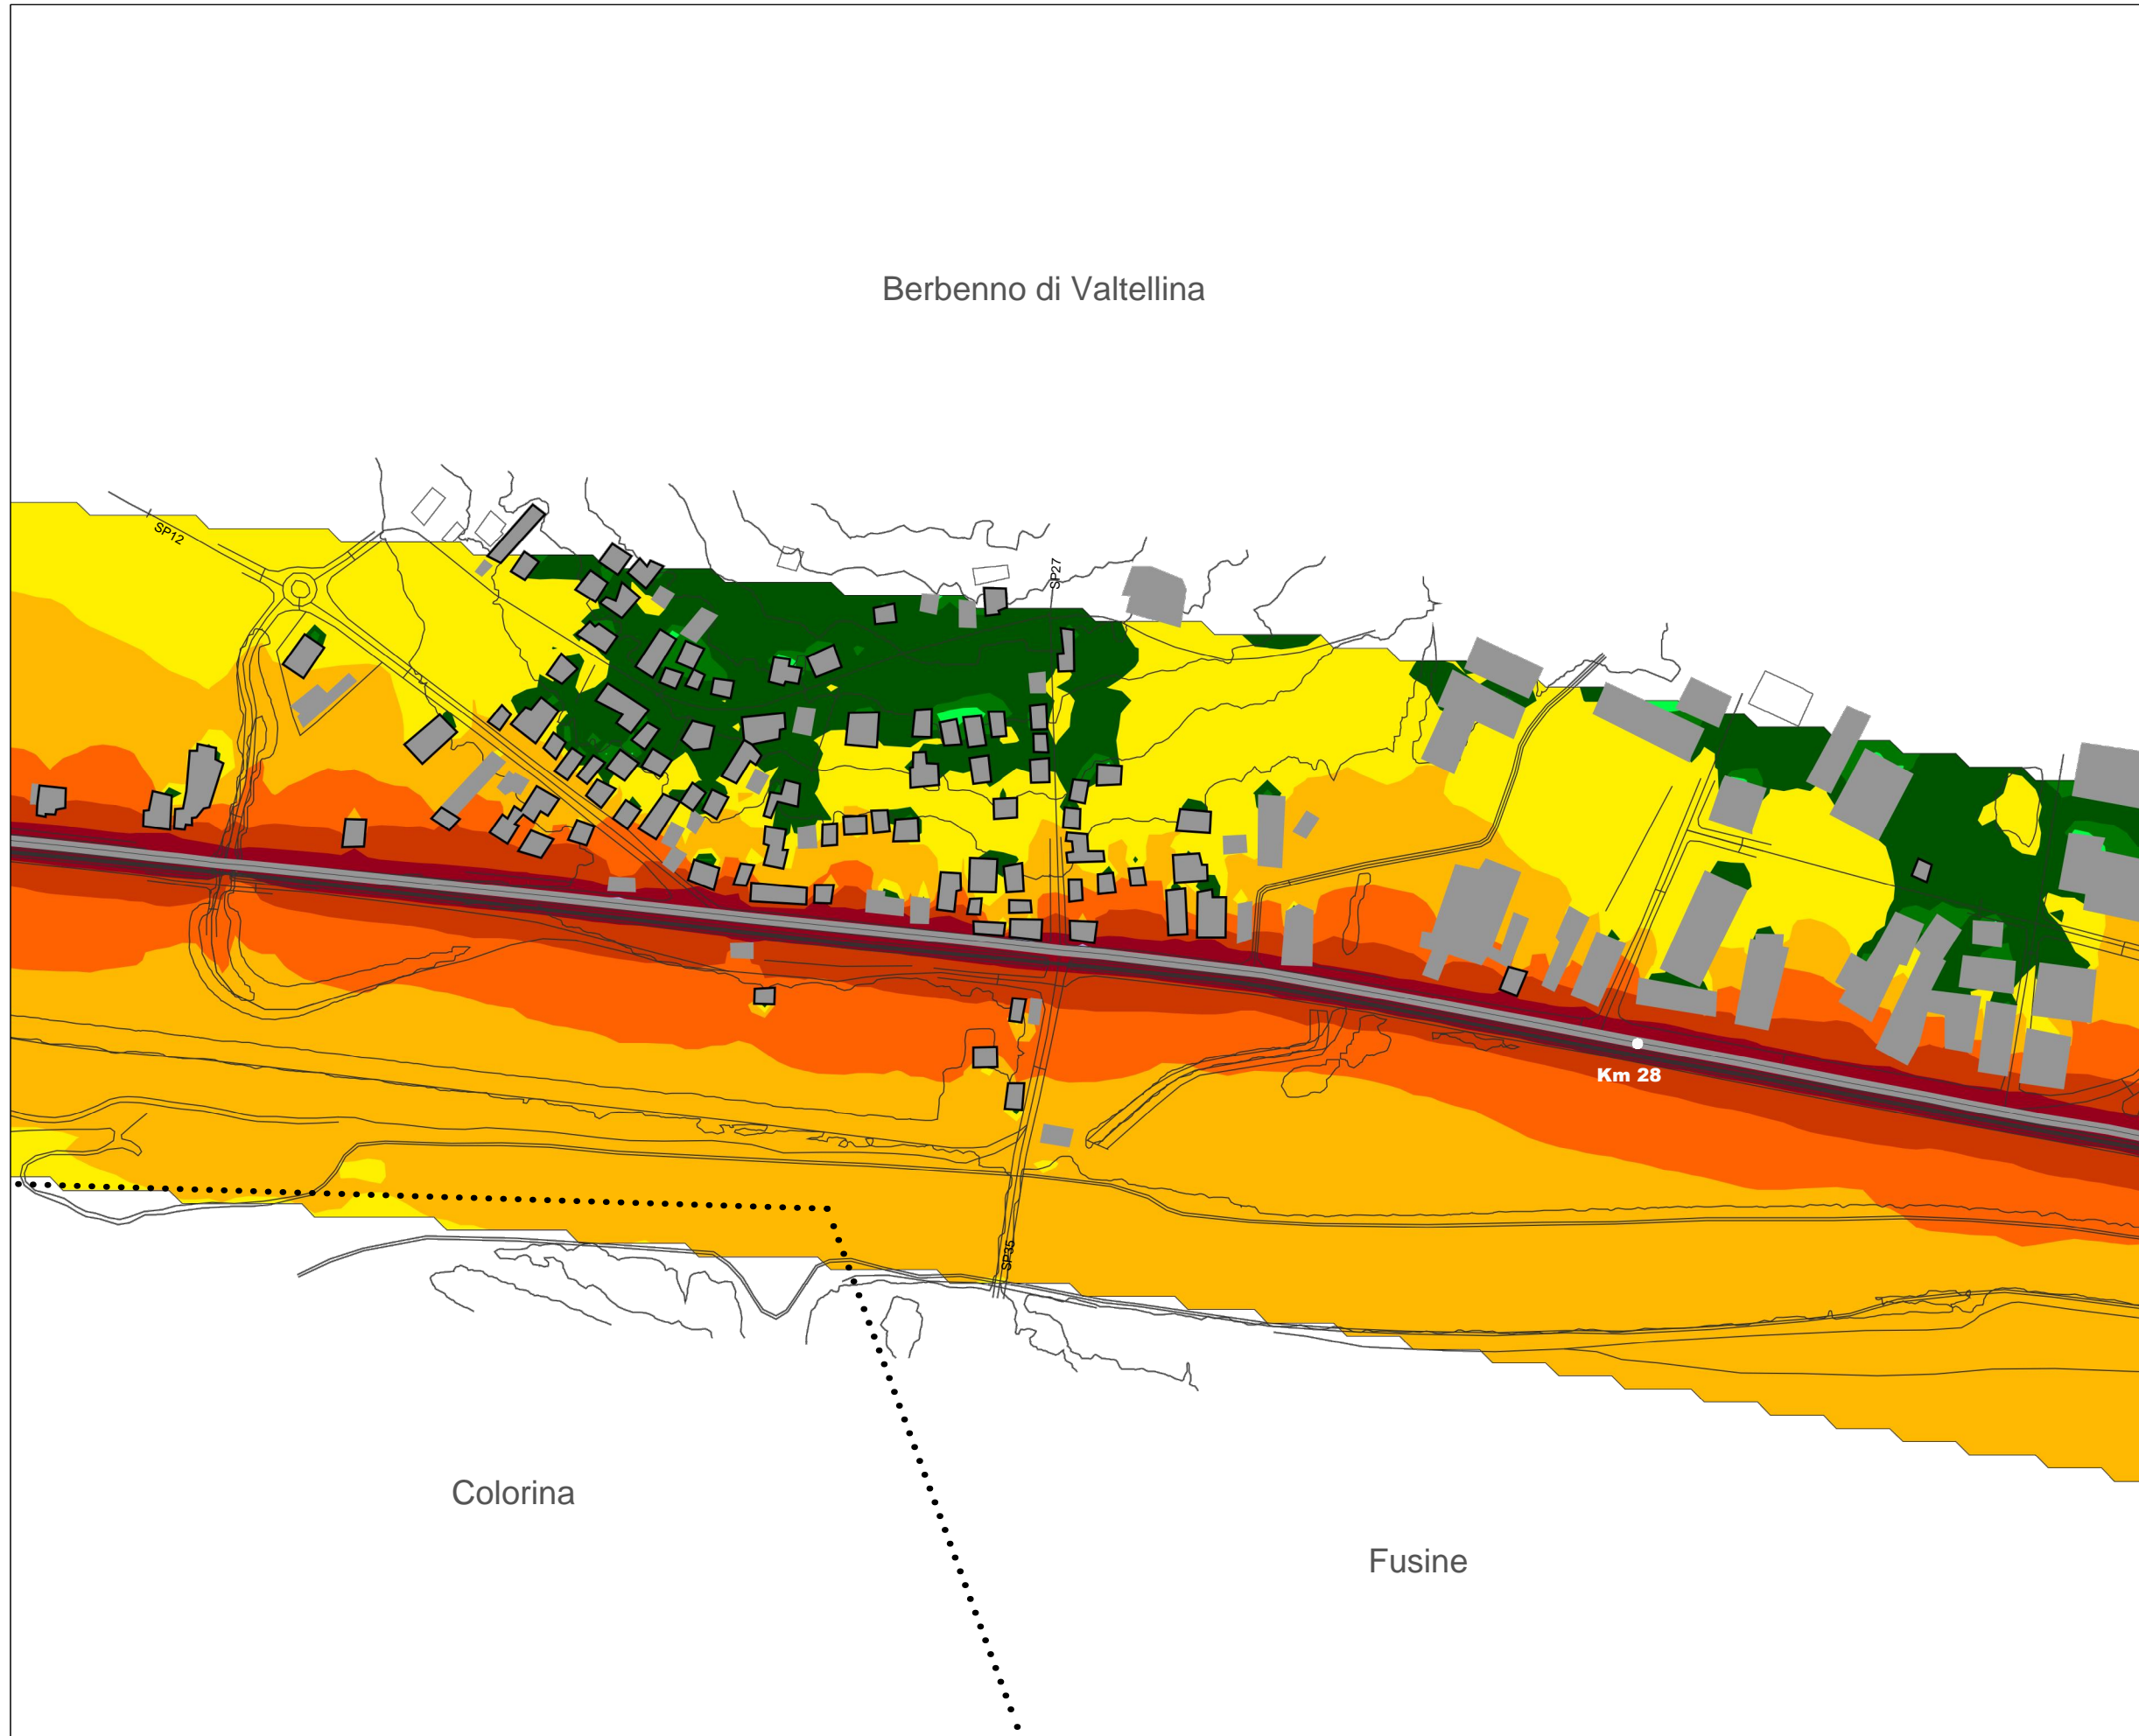 Berbenno di Valtellina
SP12
SP27
Km 28
SP35
Colorina
Fusine